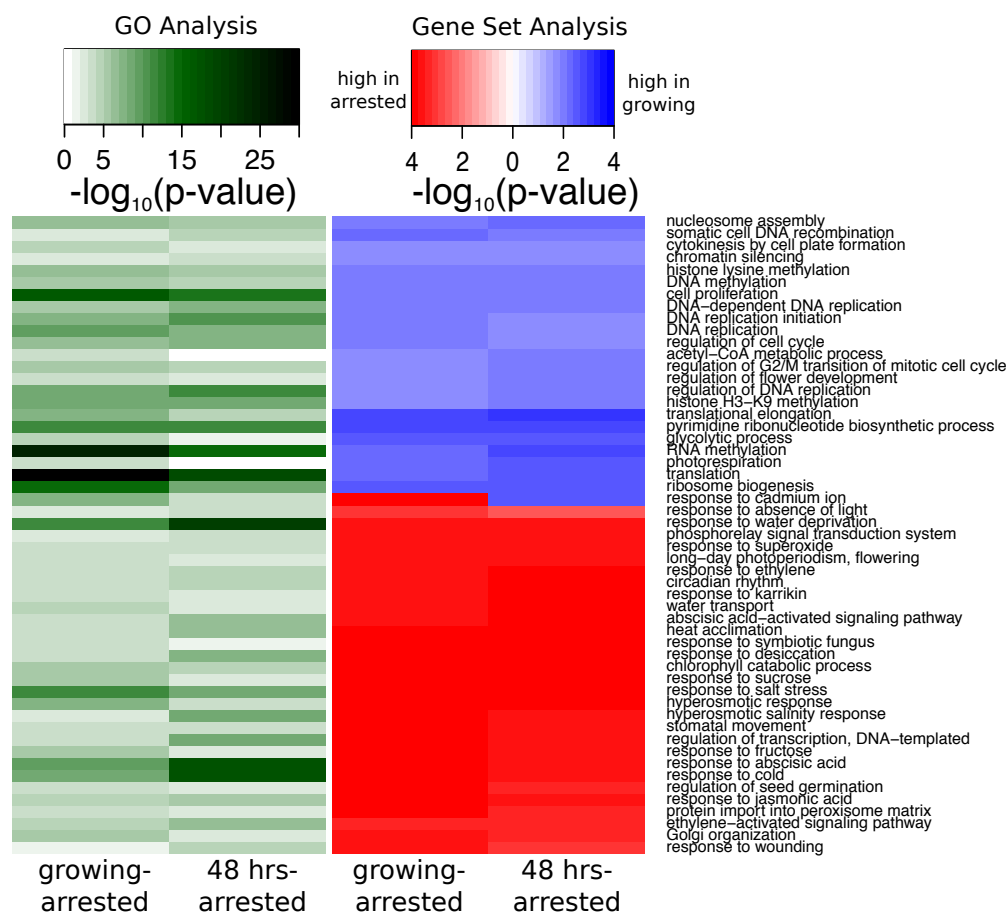 GO Analysis
Gene Set Analysis
high in
arrested
high in
growing
0 5 15 25
4 2 0 2 4
-log₁₀(p-value)
-log₁₀(p-value)
nucleosome assembly
somatic cell DNA recombination
cytokinesis by cell plate formation
chromatin silencing
histone lysine methylation
DNA methylation
cell proliferation
DNA−dependent DNA replication
DNA replication initiation
DNA replication
regulation of cell cycle
acetyl−CoA metabolic process
regulation of G2/M transition of mitotic cell cycle
regulation of flower development
regulation of DNA replication
histone H3−K9 methylation
translational elongation
pyrimidine ribonucleotide biosynthetic process
glycolytic process
RNA methylation
photorespiration
translation
ribosome biogenesis
response to cadmium ion
response to absence of light
response to water deprivation
phosphorelay signal transduction system
response to superoxide
long−day photoperiodism, flowering
response to ethylene
circadian rhythm
response to karrikin
water transport
abscisic acid−activated signaling pathway
heat acclimation
response to symbiotic fungus
response to desiccation
chlorophyll catabolic process
response to sucrose
response to salt stress
hyperosmotic response
hyperosmotic salinity response
stomatal movement
regulation of transcription, DNA−templated
response to fructose
response to abscisic acid
response to cold
regulation of seed germination
response to jasmonic acid
protein import into peroxisome matrix
ethylene−activated signaling pathway
Golgi organization
response to wounding
growing-
arrested
48 hrs-
arrested
growing-
arrested
48 hrs-
arrested